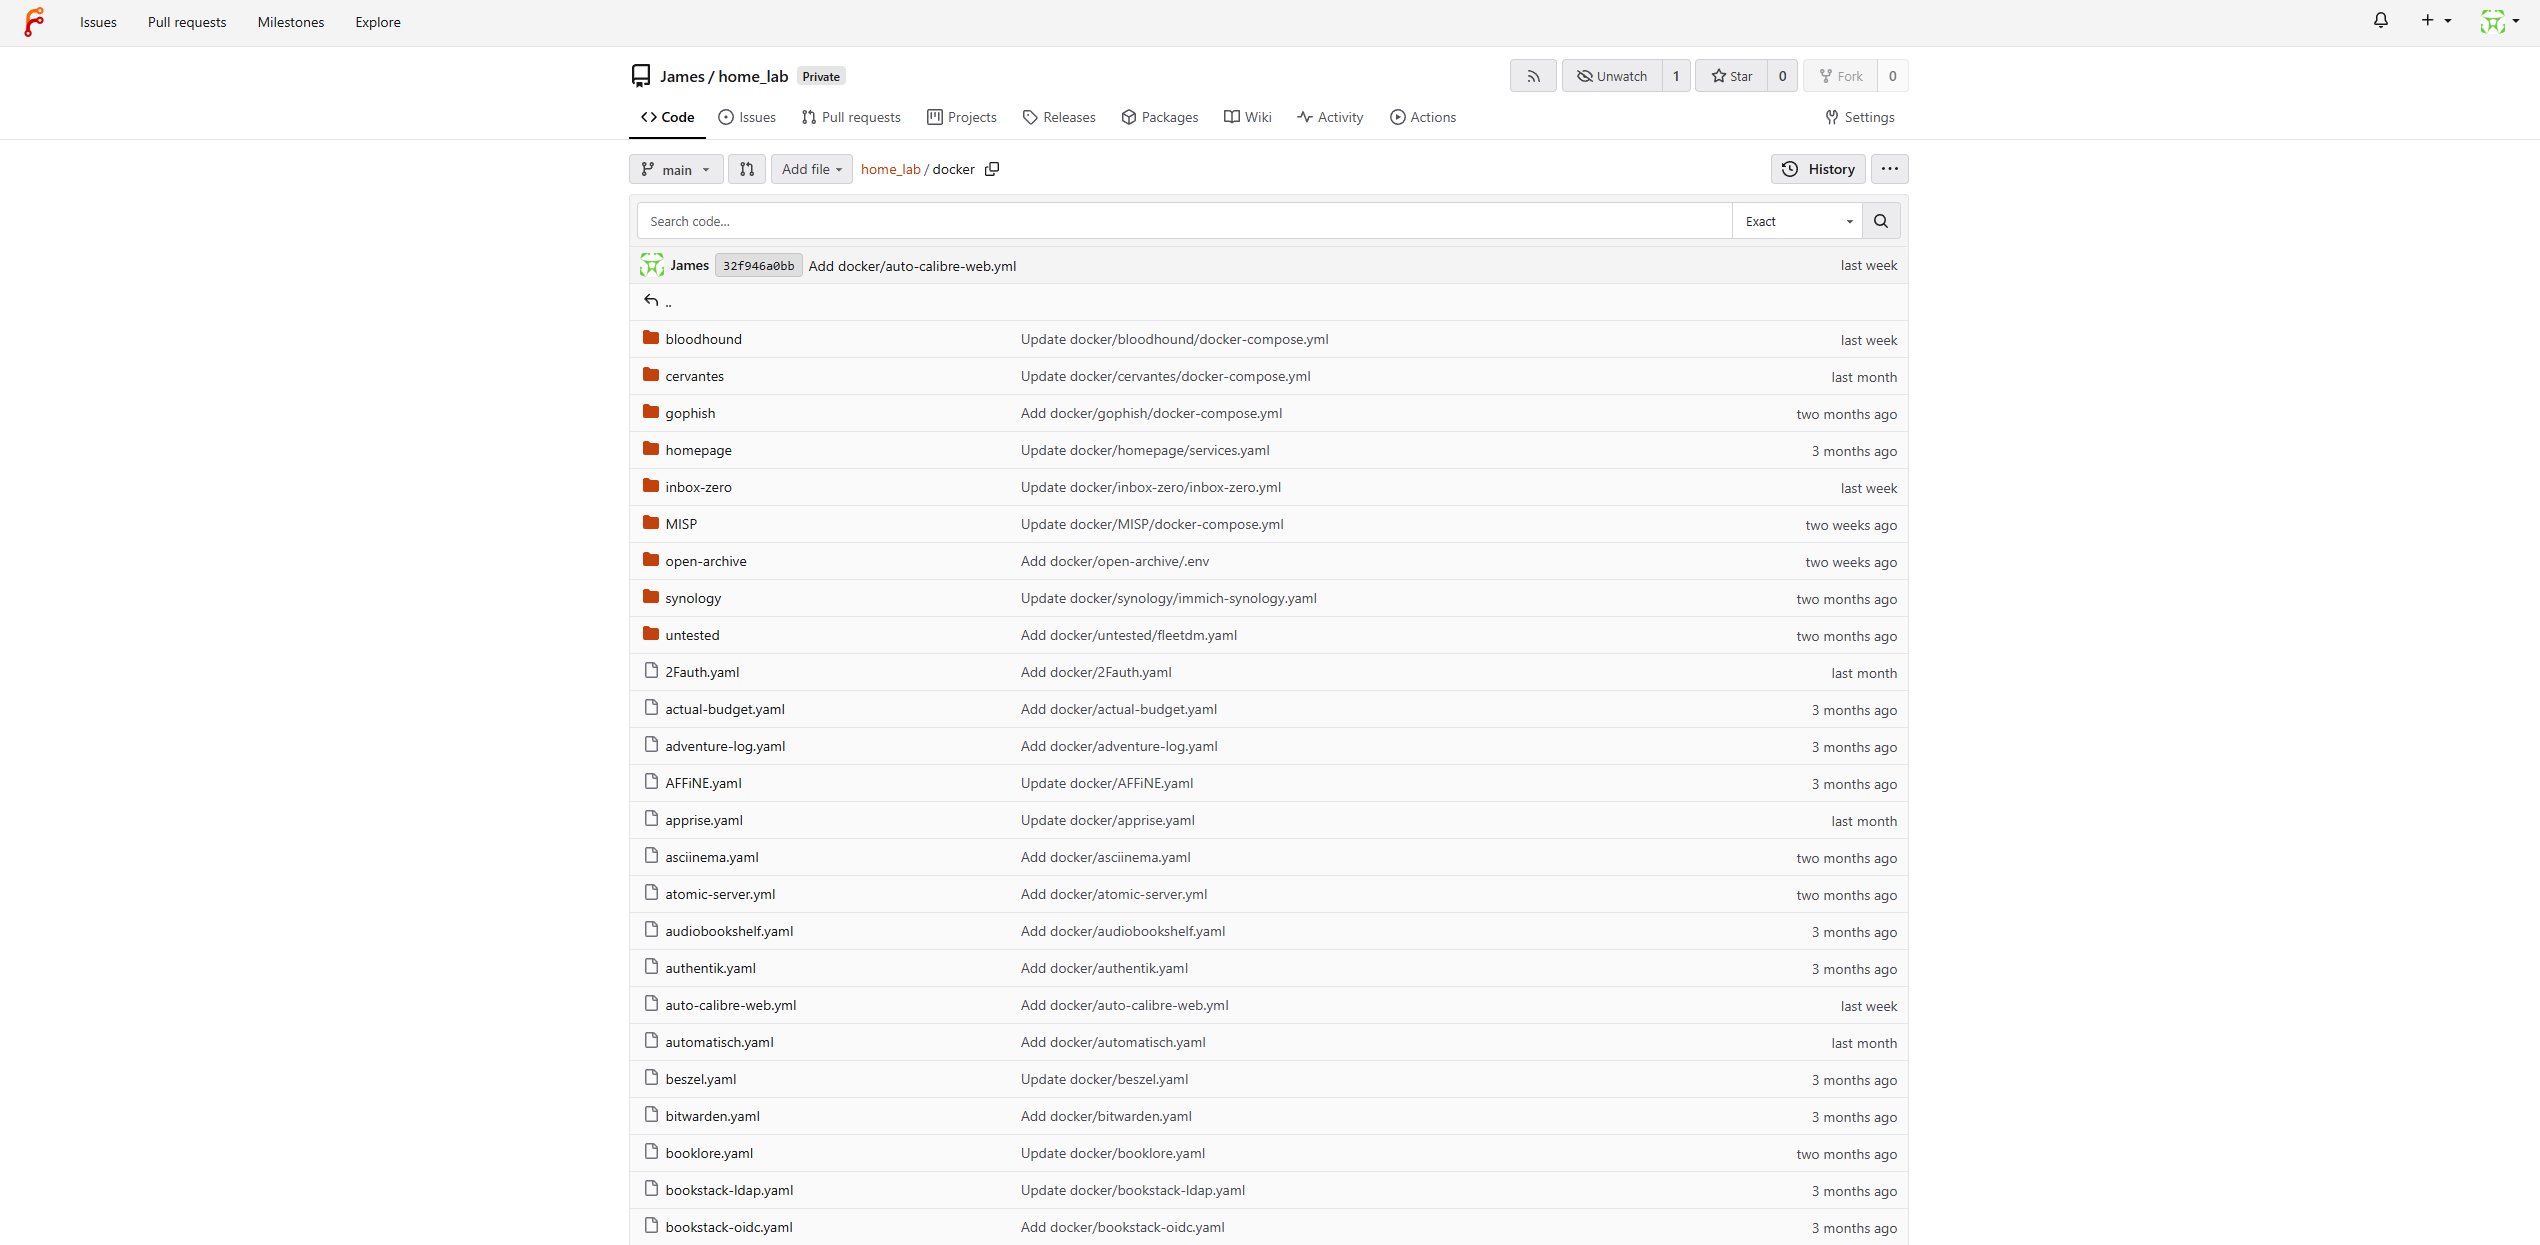 Issues Pull requests Milestones Explore
James / home_lab Private
Unwatch 1 Star 0 Fork 0
Code Issues Pull requests Projects Releases Packages Wiki Activity Actions Settings
main Add file home_lab / docker History
Search code... Exact
James 32f946a0bb Add docker/auto-calibre-web.yml last week
..
bloodhound Update docker/bloodhound/docker-compose.yml last week
cervantes Update docker/cervantes/docker-compose.yml last month
gophish Add docker/gophish/docker-compose.yml two months ago
homepage Update docker/homepage/services.yaml 3 months ago
inbox-zero Update docker/inbox-zero/inbox-zero.yml last week
MISP Update docker/MISP/docker-compose.yml two weeks ago
open-archive Add docker/open-archive/.env two weeks ago
synology Update docker/synology/immich-synology.yaml two months ago
untested Add docker/untested/fleetdm.yaml two months ago
2Fauth.yaml Add docker/2Fauth.yaml last month
actual-budget.yaml Add docker/actual-budget.yaml 3 months ago
adventure-log.yaml Add docker/adventure-log.yaml 3 months ago
AFFiNE.yaml Update docker/AFFiNE.yaml 3 months ago
apprise.yaml Update docker/apprise.yaml last month
asciinema.yaml Add docker/asciinema.yaml two months ago
atomic-server.yml Add docker/atomic-server.yml two months ago
audiobookshelf.yaml Add docker/audiobookshelf.yaml 3 months ago
authentik.yaml Add docker/authentik.yaml 3 months ago
auto-calibre-web.yml Add docker/auto-calibre-web.yml last week
automatisch.yaml Add docker/automatisch.yaml last month
beszel.yaml Update docker/beszel.yaml 3 months ago
bitwarden.yaml Add docker/bitwarden.yaml 3 months ago
booklore.yaml Update docker/booklore.yaml two months ago
bookstack-ldap.yaml Update docker/bookstack-ldap.yaml 3 months ago
bookstack-oidc.yaml Add docker/bookstack-oidc.yaml 3 months ago